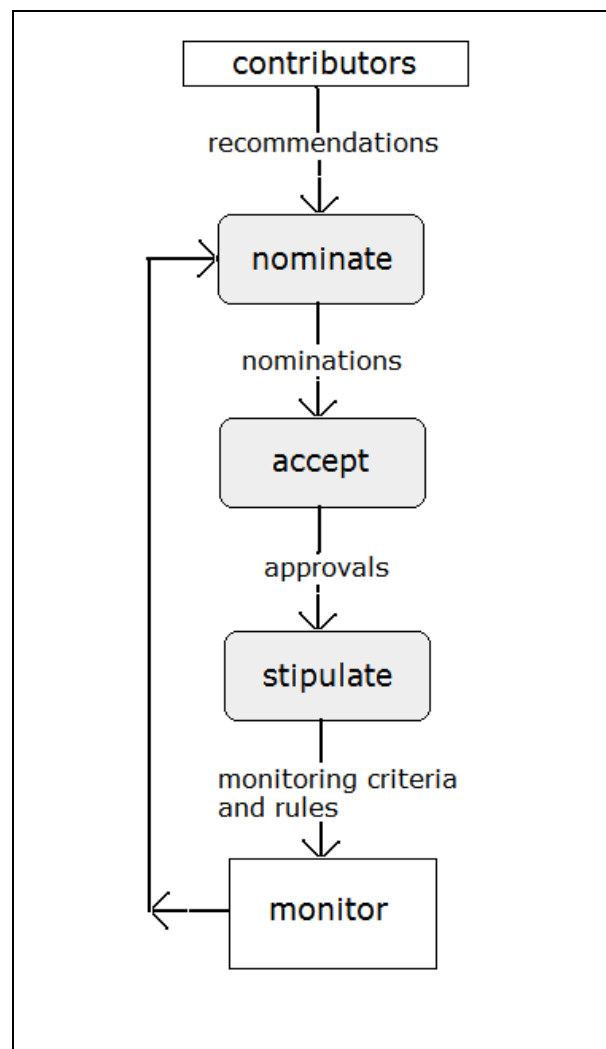 contributors
recommendations
nominate
nominations
accept
approvals
stipulate
monitoring criteria
and rules
monitor